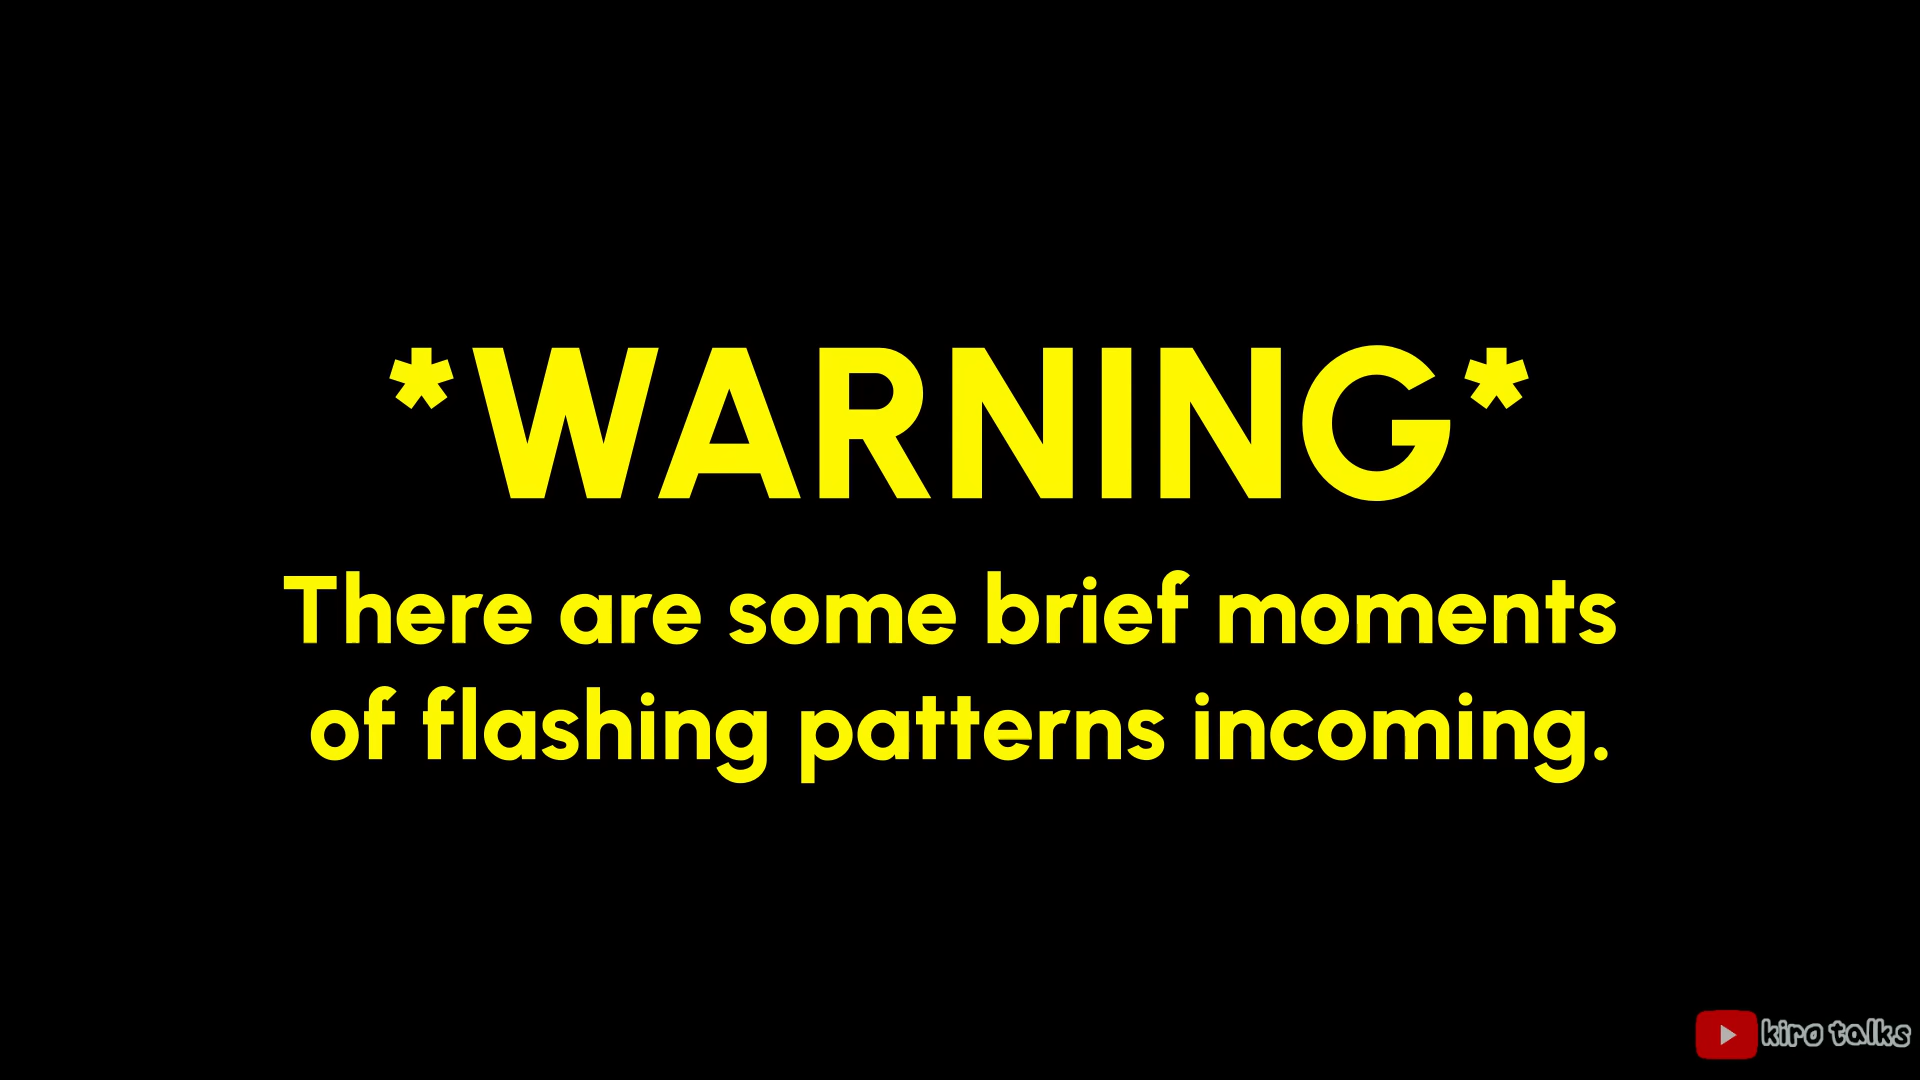 *WARNING*
There are some brief moments
of flashing patterns incoming.
kiro talks